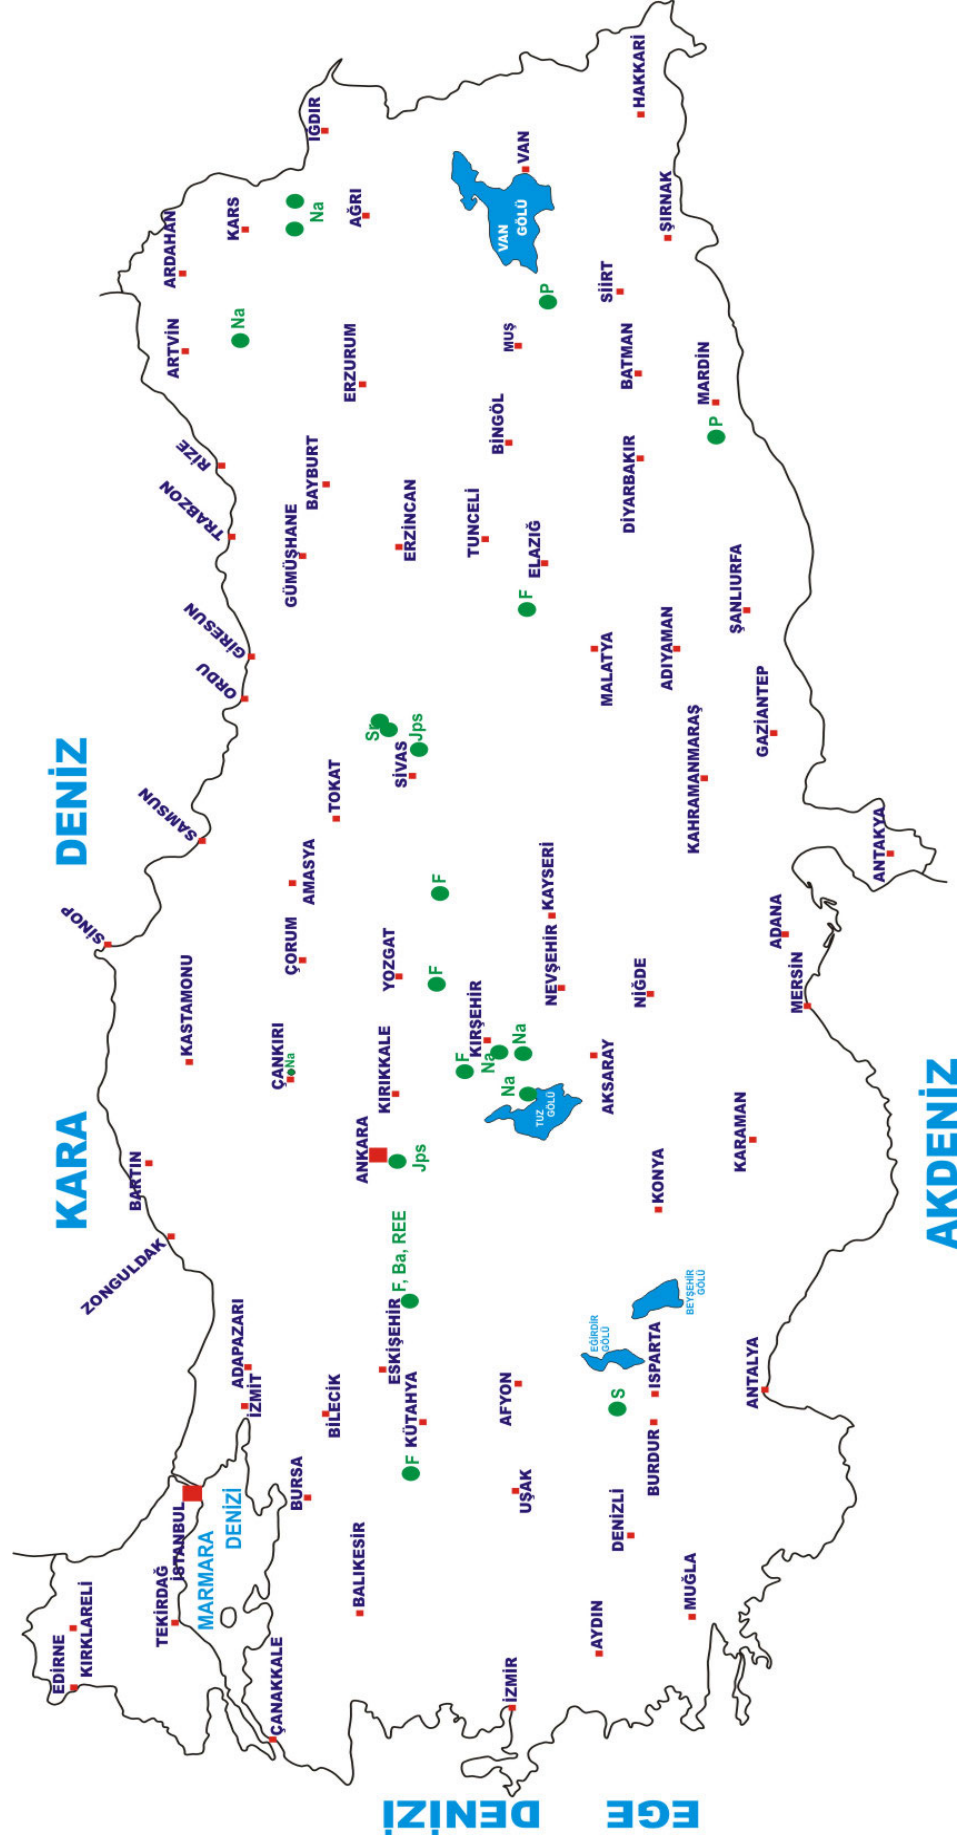 KARA
DENİZ
EDİRNE
KIRKLARELİ
TEKİRDAĞ
İSTANBUL
MARMARA
DENİZİ
ÇANAKKALE
İZMİT
ADAPAZARI
ZONGULDAK
BARTIN
KASTAMONU
SİNOP
SAMSUN
ORDU
GİRESUN
TRABZON
RİZE
ARTVİN
ARDAHAN
KARS
IĞDIR
Na
Na
BURSA
BİLECİK
ÇANKIRI
Na
ÇORUM
AMASYA
TOKAT
GÜMÜŞHANE
BAYBURT
ERZURUM
AĞRI
BALIKESİR
KÜTAHYA
F
ESKİŞEHİR
F, Ba, REE
ANKARA
Jps
KIRIKKALE
YOZGAT
F
F
SİVAS
Sr
Jps
ERZİNCAN
TUNCELİ
BİNGÖL
MUŞ
VAN
GÖLÜ
VAN
İZMİR
UŞAK
AFYON
TUZ
GÖLÜ
Na
Na
Na
F
KIRŞEHİR
NEVŞEHİR
KAYSERİ
F
ELAZIĞ
P
AYDIN
DENİZLİ
S
EĞİRDİR
GÖLÜ
AKSARAY
NİĞDE
MALATYA
DİYARBAKIR
BATMAN
SİİRT
HAKKARİ
MUĞLA
BURDUR
ISPARTA
BEYŞEHİR
GÖLÜ
KONYA
KAHRAMANMARAŞ
ADIYAMAN
P
MARDİN
ŞIRNAK
ANTALYA
KARAMAN
MERSİN
ADANA
GAZİANTEP
ŞANLIURFA
ANTAKYA
EGE
DENİZİ
AKDENİZ